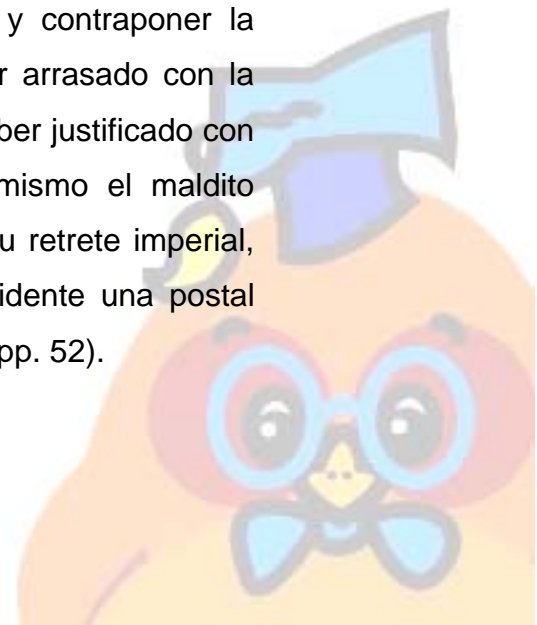 y contraponer la
r arrasado con la
ber justificado con
mismo el maldito
u retrete imperial,
idente una postal
pp. 52).